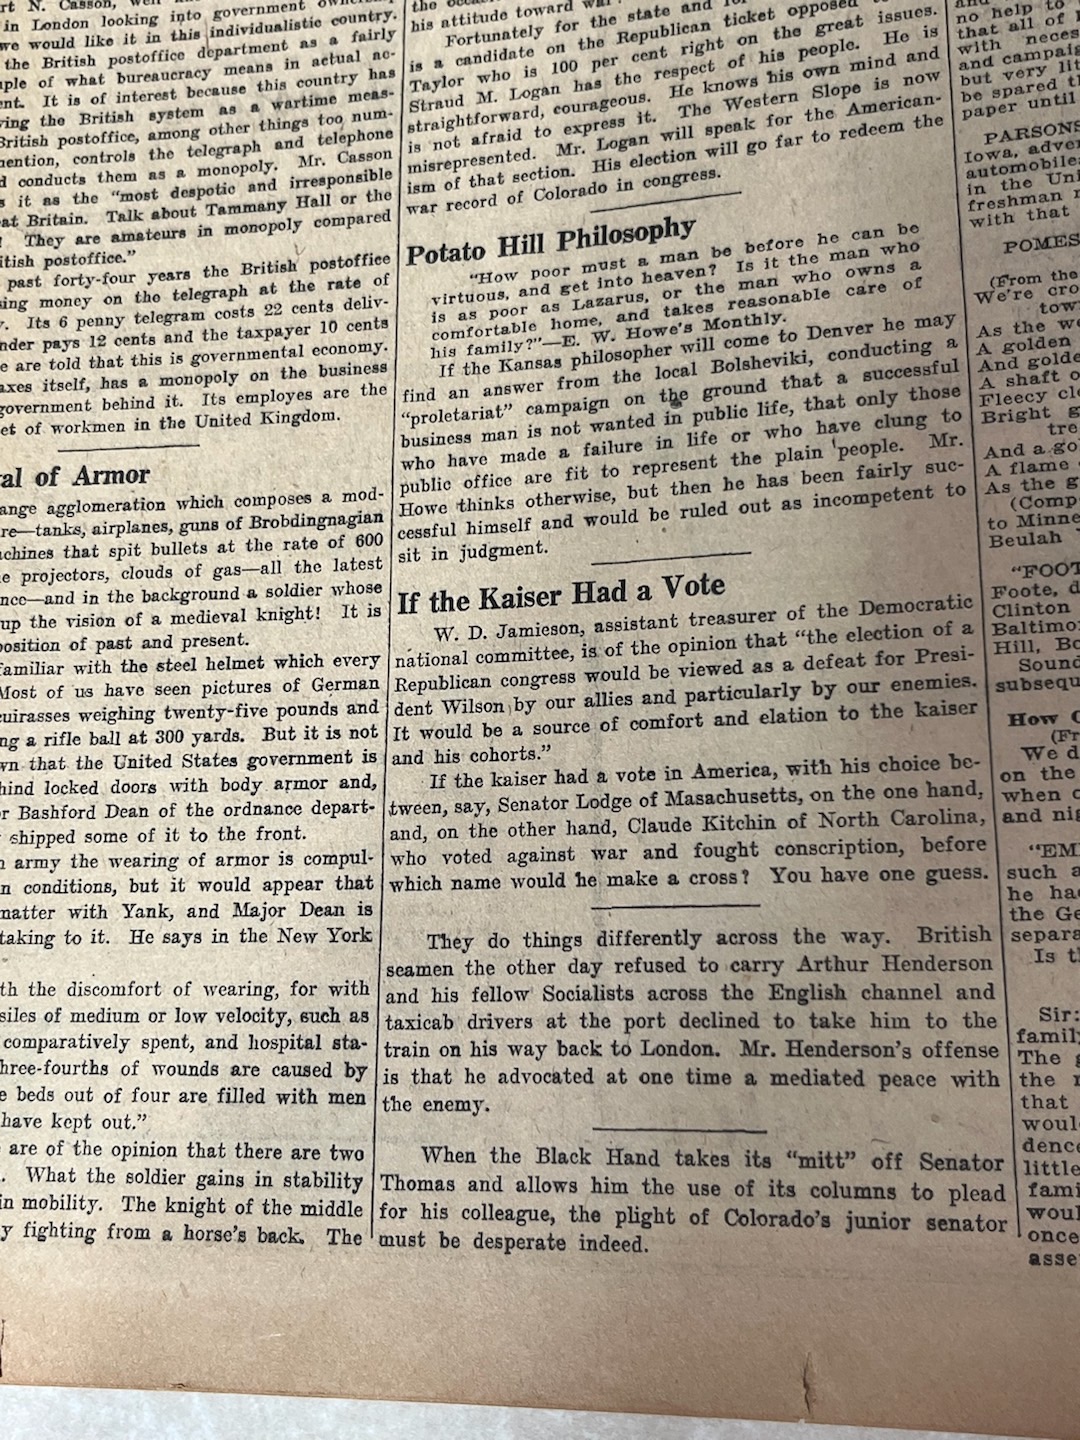 rt N. Casson, well
in London looking into government owner
we would like it in this individualistic country.
the British postoffice department as a fairly
ple of what bureaucracy means in actual ac-
ent. It is of interest because this country has
ving the British system as a wartime meas-
British postoffice, among other things too num-
mention, controls the telegraph and telephone
d conducts them as a monopoly. Mr. Casson
s it as the "most despotic and irresponsible
at Britain. Talk about Tammany Hall or the
! They are amateurs in monopoly compared
itish postoffice."
past forty-four years the British postoffice
sing money on the telegraph at the rate of
. Its 6 penny telegram costs 22 cents deliv-
nder pays 12 cents and the taxpayer 10 cents
e are told that this is governmental economy.
axes itself, has a monopoly on the business
government behind it. Its employes are the
et of workmen in the United Kingdom.
al of Armor
ange agglomeration which composes a mod-
re—tanks, airplanes, guns of Brobdingnagian
chines that spit bullets at the rate of 600
e projectors, clouds of gas—all the latest
nce—and in the background a soldier whose
up the vision of a medieval knight! It is
position of past and present.
familiar with the steel helmet which every
Most of us have seen pictures of German
cuirasses weighing twenty-five pounds and
ng a rifle ball at 300 yards. But it is not
wn that the United States government is
hind locked doors with body armor and,
r Bashford Dean of the ordnance depart-
shipped some of it to the front.
n army the wearing of armor is compul-
n conditions, but it would appear that
matter with Yank, and Major Dean is
taking to it. He says in the New York
th the discomfort of wearing, for with
siles of medium or low velocity, such as
comparatively spent, and hospital sta-
hree-fourths of wounds are caused by
e beds out of four are filled with men
have kept out."
are of the opinion that there are two
. What the soldier gains in stability
in mobility. The knight of the middle
y fighting from a horse's back. The
his attitude toward
Fortunately for the state and
is a candidate on the Republican ticket opposed
Taylor who is 100 per cent right on the great issues.
Straud M. Logan has the respect of his people. He is
straightforward, courageous. He knows his own mind and
is not afraid to express it. The Western Slope is now
misrepresented. Mr. Logan will speak for the American-
ism of that section. His election will go far to redeem the
war record of Colorado in congress.
Potato Hill Philosophy
"How poor must a man be before he can be
virtuous, and get into heaven? Is it the man who
is as poor as Lazarus, or the man who owns a
comfortable home, and takes reasonable care of
his family?"—E. W. Howe's Monthly.
If the Kansas philosopher will come to Denver he may
find an answer from the local Bolsheviki, conducting a
"proletariat" campaign on the ground that a successful
business man is not wanted in public life, that only those
who have made a failure in life or who have clung to
public office are fit to represent the plain people. Mr.
Howe thinks otherwise, but then he has been fairly suc-
cessful himself and would be ruled out as incompetent to
sit in judgment.
If the Kaiser Had a Vote
W. D. Jamieson, assistant treasurer of the Democratic
national committee, is of the opinion that "the election of a
Republican congress would be viewed as a defeat for Presi-
dent Wilson by our allies and particularly by our enemies.
It would be a source of comfort and elation to the kaiser
and his cohorts."
If the kaiser had a vote in America, with his choice be-
tween, say, Senator Lodge of Masachusetts, on the one hand,
and, on the other hand, Claude Kitchin of North Carolina,
who voted against war and fought conscription, before
which name would he make a cross? You have one guess.
They do things differently across the way. British
seamen the other day refused to carry Arthur Henderson
and his fellow Socialists across the English channel and
taxicab drivers at the port declined to take him to the
train on his way back to London. Mr. Henderson's offense
is that he advocated at one time a mediated peace with
the enemy.
When the Black Hand takes its "mitt" off Senator
Thomas and allows him the use of its columns to plead
for his colleague, the plight of Colorado's junior senator
must be desperate indeed.
no help to
that all of
with neces
and campaig
but very lit
be spared th
paper until
PARSONS
Iowa, adver
automobile
in the Uni
freshman
with that
POMES
(From the
We're cro
tow
As the we
A golden
And golde
A shaft o
Fleecy cle
Bright g
tre
And a go
A flame
As the g
(Comp
to Minne
Beulah
"FOOT
Foote, d
Clinton
Baltimor
Hill, Bo
Sound
subsequ
How C
(Fr
We d
on the
when c
and nig
"EM
such a
he had
the Ge
separa
Is th
Sir:
family
The g
the r
that
would
dence
little
fami
woul
once
asse